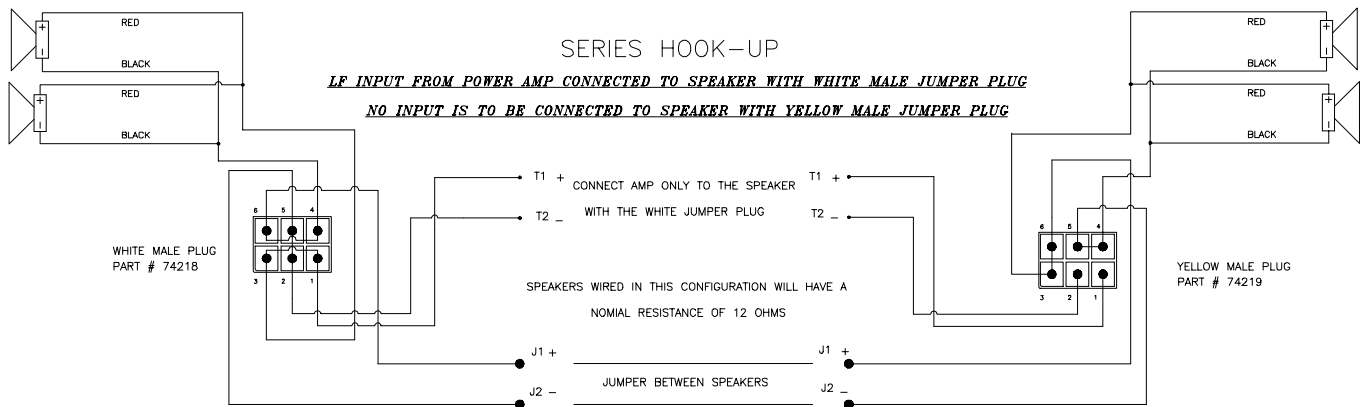 SERIES HOOK-UP
LF INPUT FROM POWER AMP CONNECTED TO SPEAKER WITH WHITE MALE JUMPER PLUG
NO INPUT IS TO BE CONNECTED TO SPEAKER WITH YELLOW MALE JUMPER PLUG
+
RED
-
BLACK
+
RED
-
BLACK
RED
+
BLACK
-
RED
+
BLACK
-
T1 +
CONNECT AMP ONLY TO THE SPEAKER
T1 +
T2 -
WITH THE WHITE JUMPER PLUG
T2 -
6 5 4
3 2 1
WHITE MALE PLUG
PART # 74218
6 5 4
3 2 1
YELLOW MALE PLUG
PART # 74219
SPEAKERS WIRED IN THIS CONFIGURATION WILL HAVE A
NOMIAL RESISTANCE OF 12 OHMS
J1 +
J1 +
JUMPER BETWEEN SPEAKERS
J2 -
J2 -